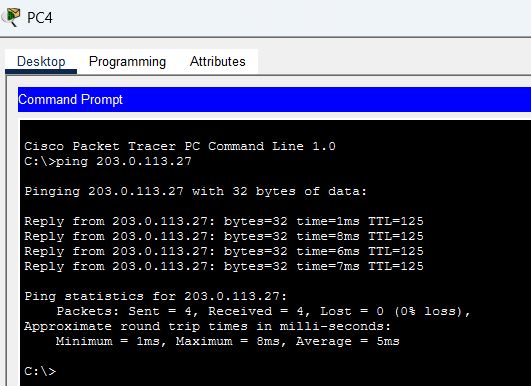 PC4
Desktop Programming Attributes
Command Prompt
Cisco Packet Tracer PC Command Line 1.0
C:\>ping 203.0.113.27
Pinging 203.0.113.27 with 32 bytes of data:
Reply from 203.0.113.27: bytes=32 time=1ms TTL=125
Reply from 203.0.113.27: bytes=32 time=8ms TTL=125
Reply from 203.0.113.27: bytes=32 time=6ms TTL=125
Reply from 203.0.113.27: bytes=32 time=7ms TTL=125
Ping statistics for 203.0.113.27:
    Packets: Sent = 4, Received = 4, Lost = 0 (0% loss),
Approximate round trip times in milli-seconds:
    Minimum = 1ms, Maximum = 8ms, Average = 5ms
C:\>